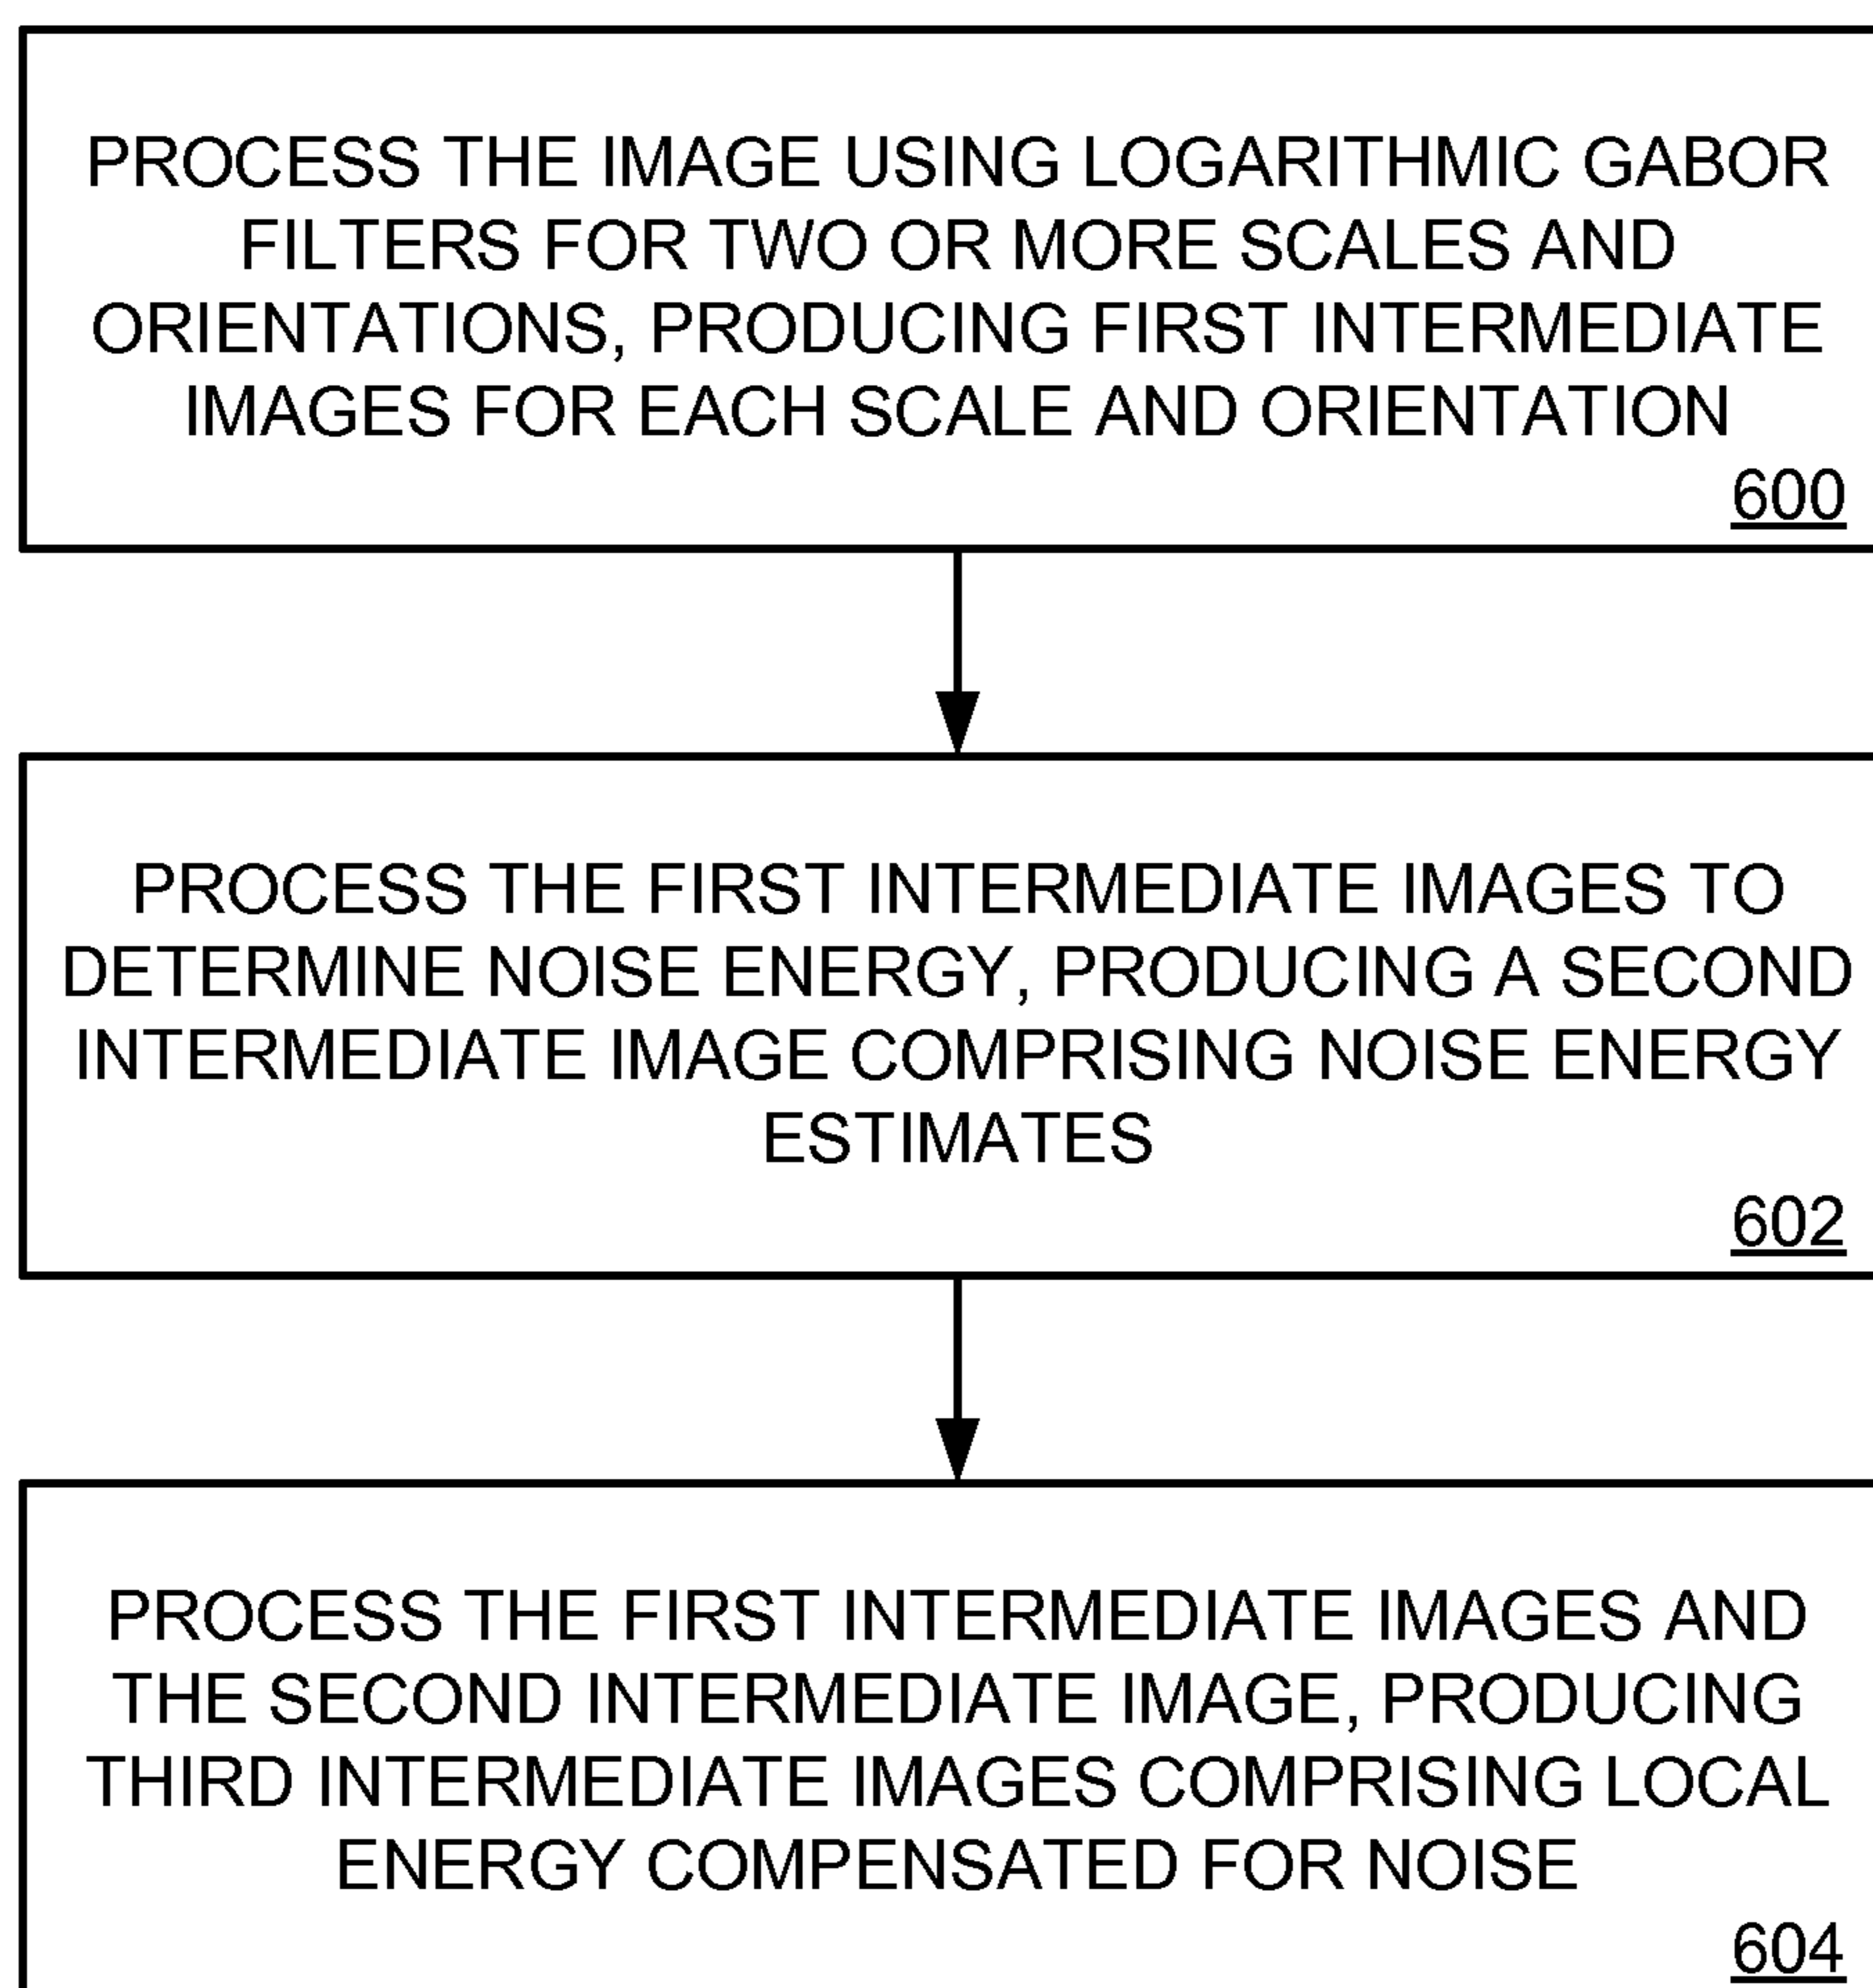 PROCESS THE IMAGE USING LOGARITHMIC GABOR
FILTERS FOR TWO OR MORE SCALES AND
ORIENTATIONS, PRODUCING FIRST INTERMEDIATE
IMAGES FOR EACH SCALE AND ORIENTATION
600
PROCESS THE FIRST INTERMEDIATE IMAGES TO
DETERMINE NOISE ENERGY, PRODUCING A SECOND
INTERMEDIATE IMAGE COMPRISING NOISE ENERGY
ESTIMATES
602
PROCESS THE FIRST INTERMEDIATE IMAGES AND
THE SECOND INTERMEDIATE IMAGE, PRODUCING
THIRD INTERMEDIATE IMAGES COMPRISING LOCAL
ENERGY COMPENSATED FOR NOISE
604